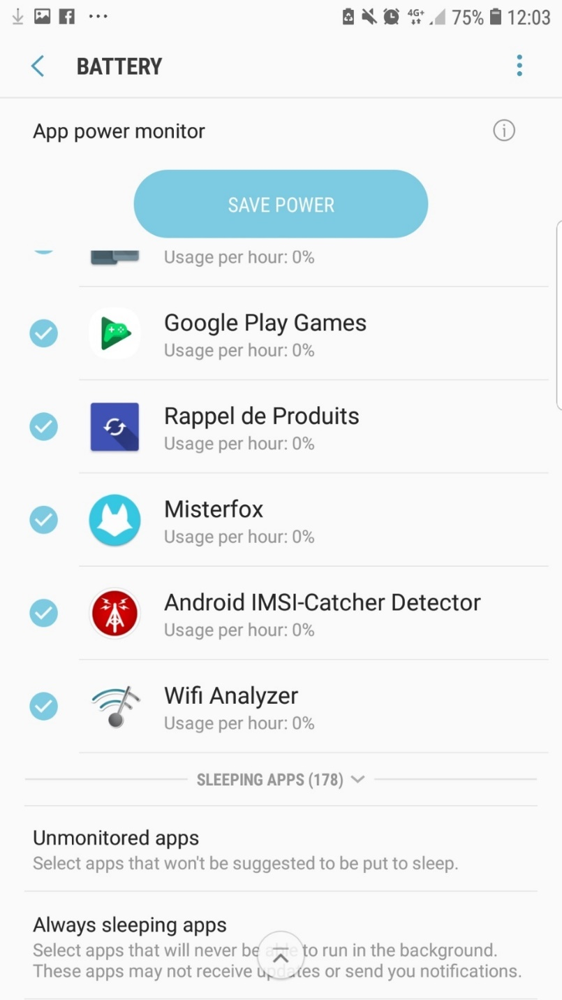 4G+ 75% 12:03
BATTERY
App power monitor
SAVE POWER
Usage per hour: 0%
Google Play Games
Usage per hour: 0%
Rappel de Produits
Usage per hour: 0%
Misterfox
Usage per hour: 0%
Android IMSI-Catcher Detector
Usage per hour: 0%
Wifi Analyzer
Usage per hour: 0%
SLEEPING APPS (178)
Unmonitored apps
Select apps that won't be suggested to be put to sleep.
Always sleeping apps
Select apps that will never be able to run in the background.
These apps may not receive updates or send you notifications.